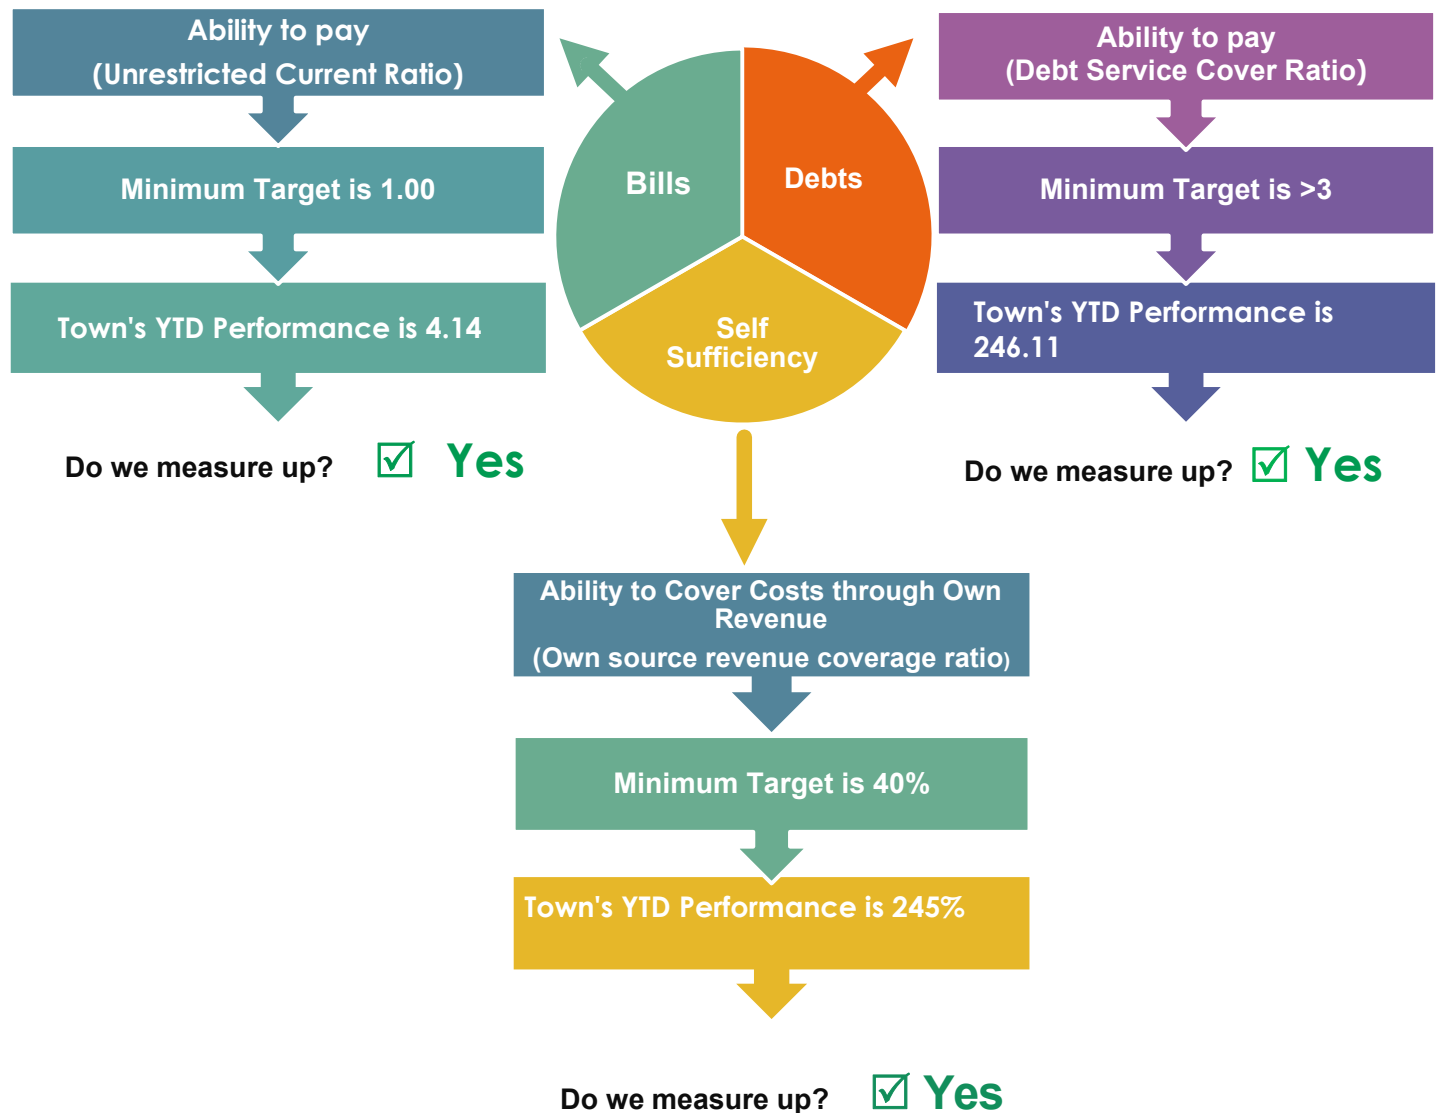 Ability to pay
(Unrestricted Current Ratio)
Minimum Target is 1.00
Town's YTD Performance is 4.14
Do we measure up? ☑ Yes
Bills
Debts
Self
Sufficiency
Ability to pay
(Debt Service Cover Ratio)
Minimum Target is >3
Town's YTD Performance is
246.11
Do we measure up? ☑ Yes
Ability to Cover Costs through Own
Revenue
(Own source revenue coverage ratio)
Minimum Target is 40%
Town's YTD Performance is 245%
Do we measure up? ☑ Yes